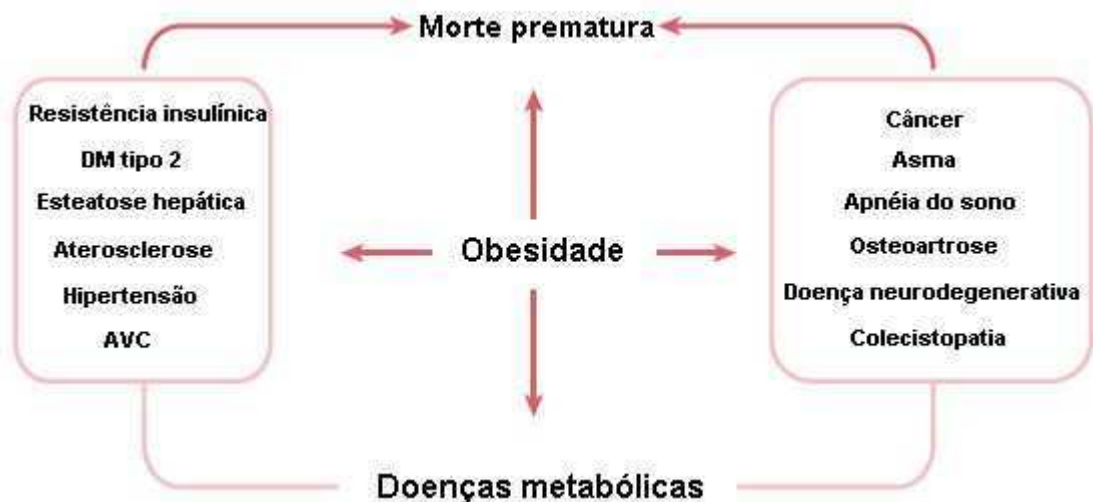 Morte prematura
Resistência insulínica
DM tipo 2
Esteatose hepática
Aterosclerose
Hipertensão
AVC
Obesidade
Câncer
Asma
Apnéia do sono
Osteoartrose
Doença neurodegenerativa
Colecistopatia
Doenças metabólicas